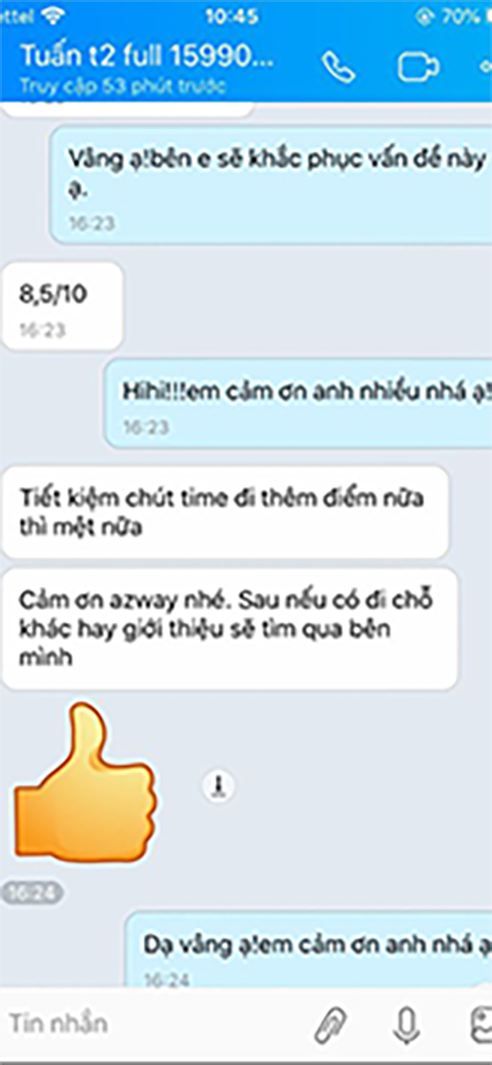 ettel 10:45 70%
Tuấn t2 full 15990...
Truy cập 53 phút trước
Vâng ạ!bên e sẽ khắc phục vấn đề này
ạ.
16:23
8,5/10
16:23
Hihi!!!em cảm ơn anh nhiều nhá ạ!
16:23
Tiết kiệm chút time đi thêm điểm nữa
thì mệt nữa
Cảm ơn azway nhé. Sau nếu có đi chỗ
khác hay giới thiệu sẽ tìm qua bên
mình
16:24
Dạ vâng ạ!em cảm ơn anh nhá ạ
16:24
Tin nhắn